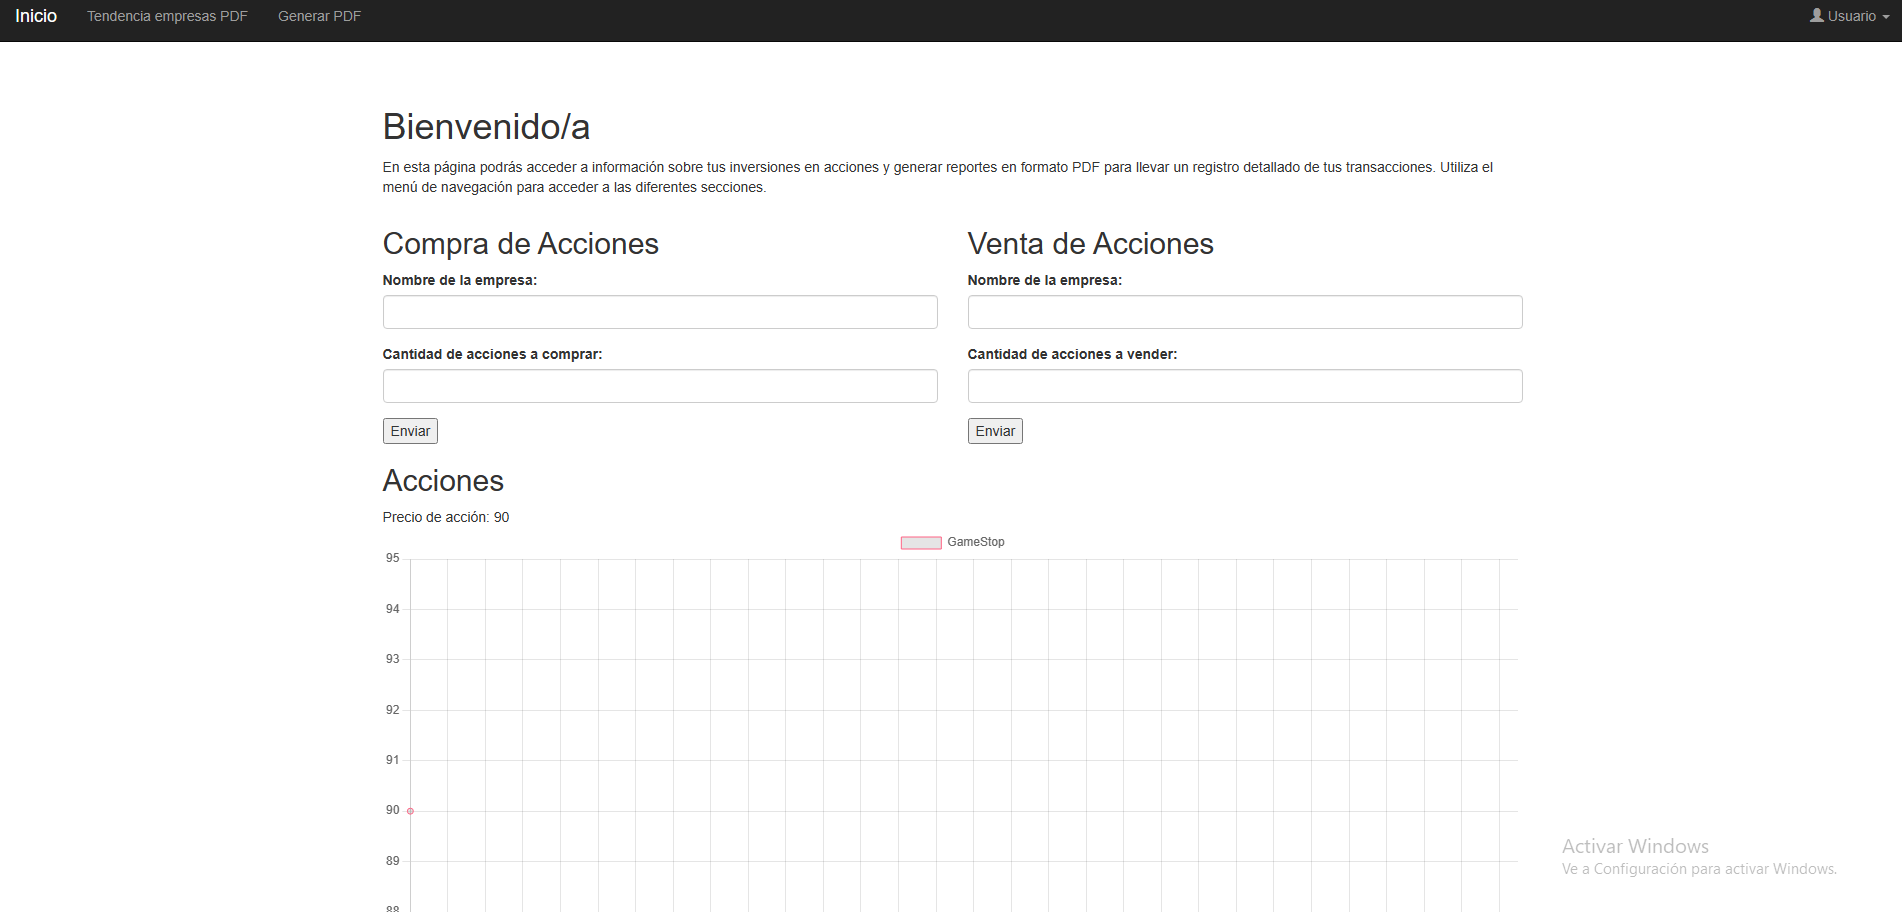 Inicio Tendencia empresas PDF Generar PDF Usuario
Bienvenido/a
En esta página podrás acceder a información sobre tus inversiones en acciones y generar reportes en formato PDF para llevar un registro detallado de tus transacciones. Utiliza el
menú de navegación para acceder a las diferentes secciones.
Compra de Acciones
Nombre de la empresa:
Cantidad de acciones a comprar:
Enviar
Venta de Acciones
Nombre de la empresa:
Cantidad de acciones a vender:
Enviar
Acciones
Precio de acción: 90
GameStop
95
94
93
92
91
90
89
88
Activar Windows
Ve a Configuración para activar Windows.